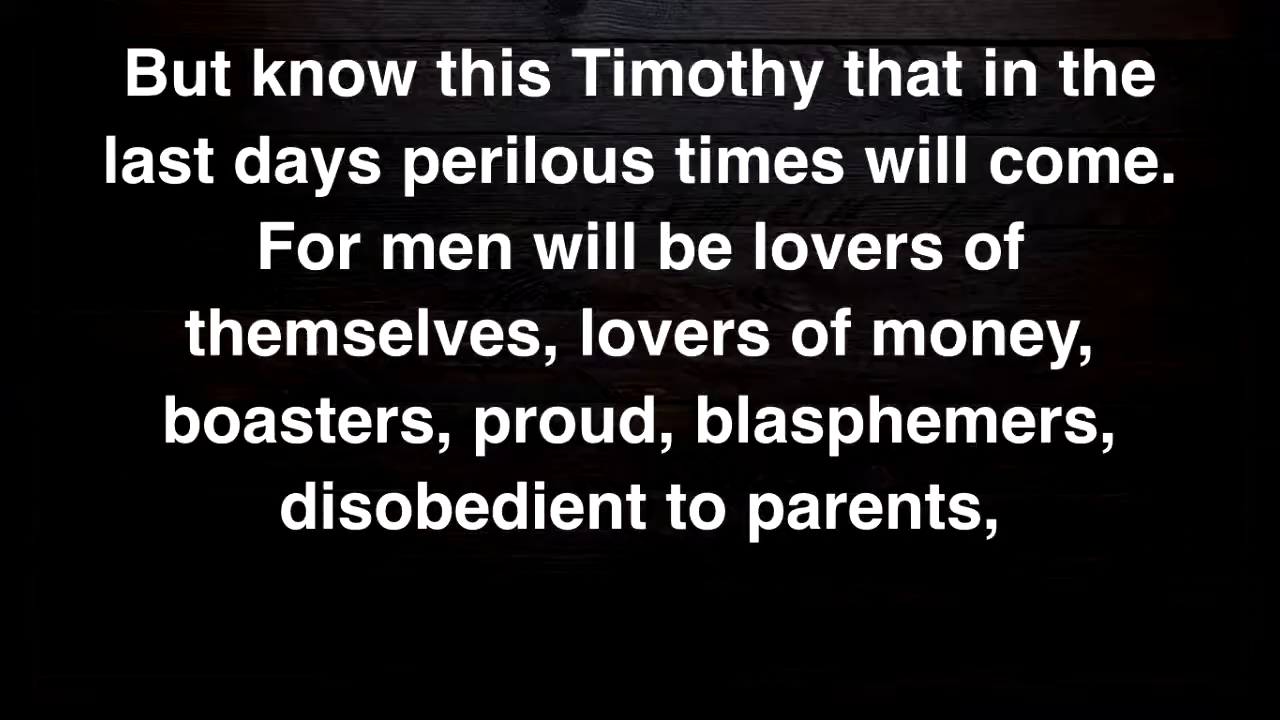 But know this Timothy that in the
last days perilous times will come.
For men will be lovers of
themselves, lovers of money,
boasters, proud, blasphemers,
disobedient to parents,